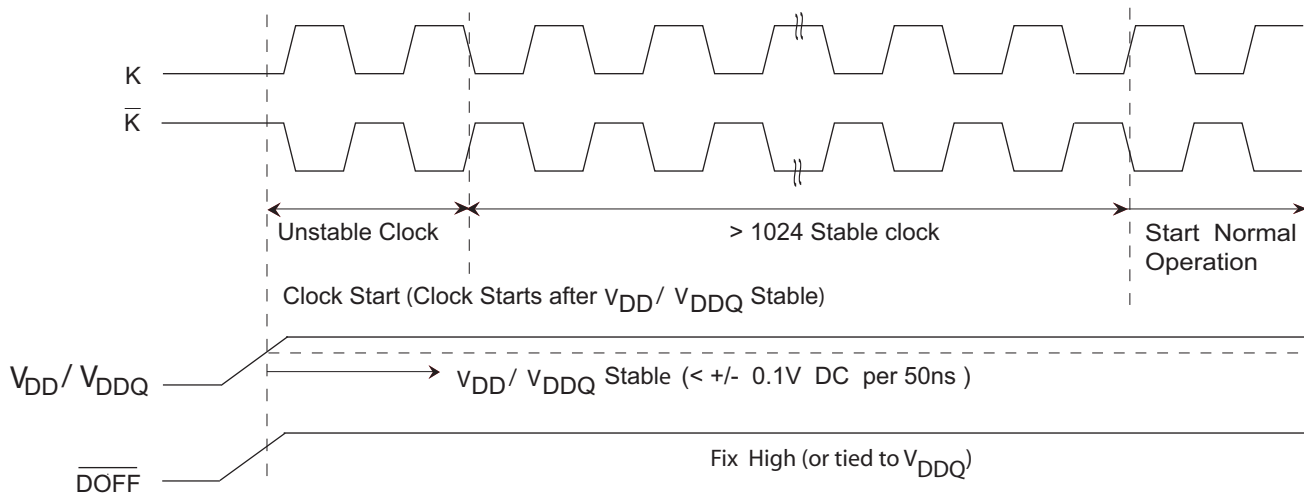 K
K̅
Unstable Clock
> 1024 Stable clock
Start Normal
Operation
Clock Start (Clock Starts after VDD / VDDQ Stable)
VDD / VDDQ
VDD / VDDQ Stable (< +/- 0.1V DC per 50ns )
Fix High (or tied to VDDQ)
D̅O̅F̅F̅